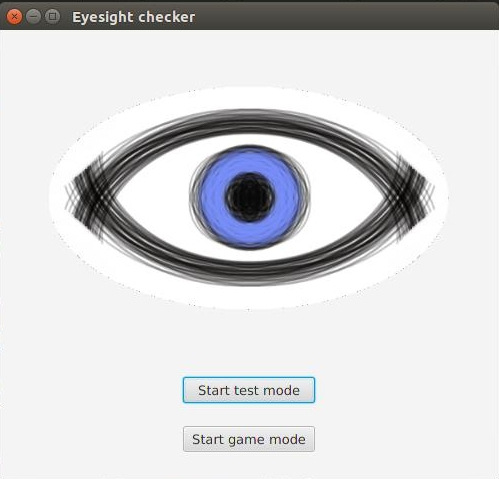 Eyesight checker
Start test mode
Start game mode